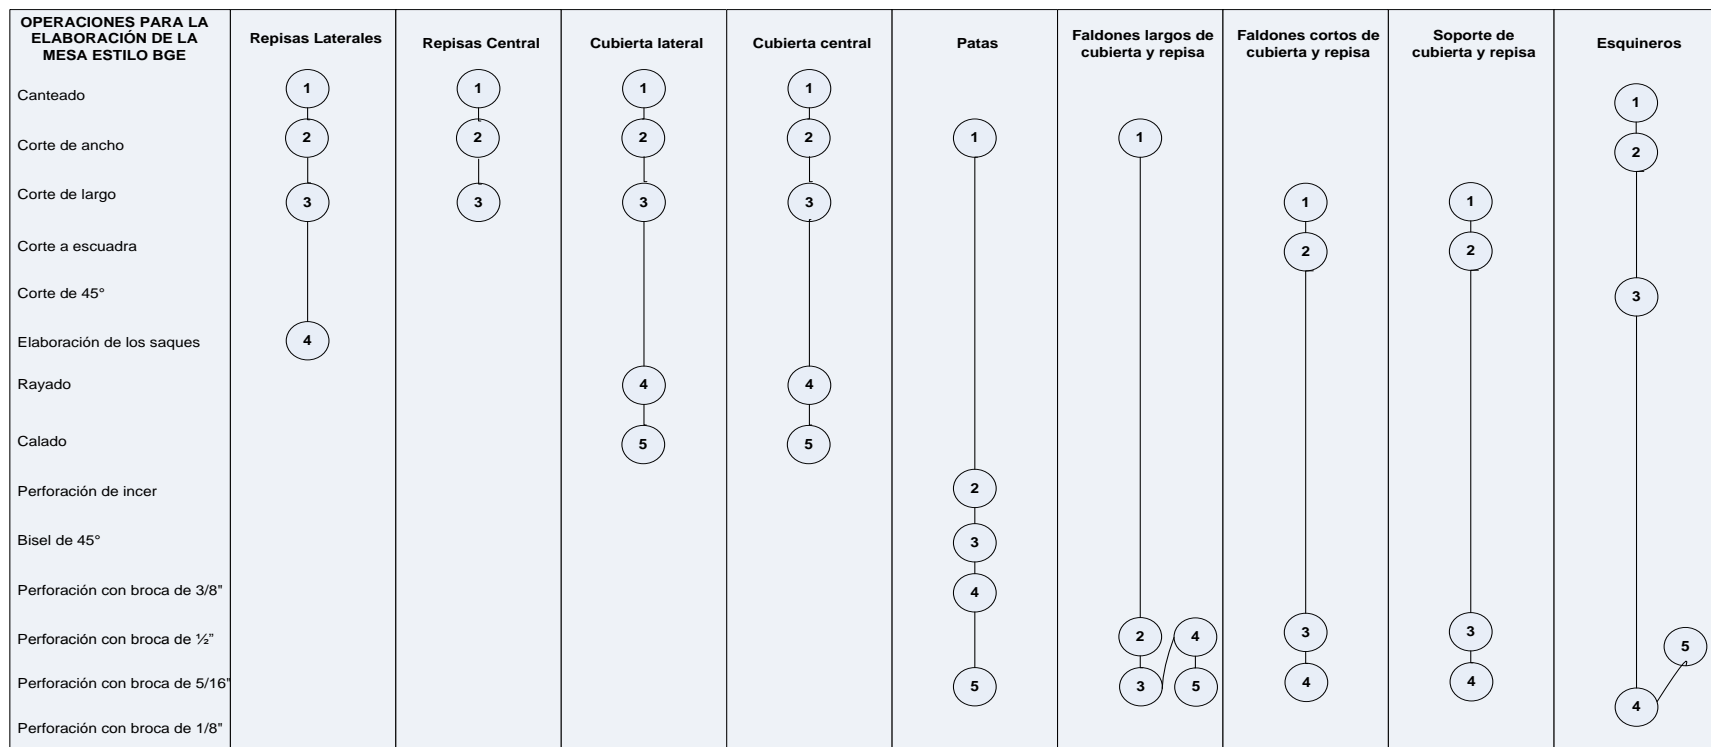 OPERACIONES PARA LA
ELABORACIÓN DE LA
MESA ESTILO BGE
Repisas Laterales
Repisas Central
Cubierta lateral
Cubierta central
Patas
Faldones largos de
cubierta y repisa
Faldones cortos de
cubierta y repisa
Soporte de
cubierta y repisa
Esquineros
Canteado
1 1 1 1 1
Corte de ancho
2 2 2 2 1 1 2
Corte de largo
3 3 3 3 1 1
Corte a escuadra
2 2
Corte de 45°
3
Elaboración de los saques
4
Rayado
4 4
Calado
5 5
Perforación de incer
2
Bisel de 45°
3
Perforación con broca de 3/8"
4
Perforación con broca de ½”
2 4 3 3 5
Perforación con broca de 5/16"
5 3 5 4 4 4
Perforación con broca de 1/8"